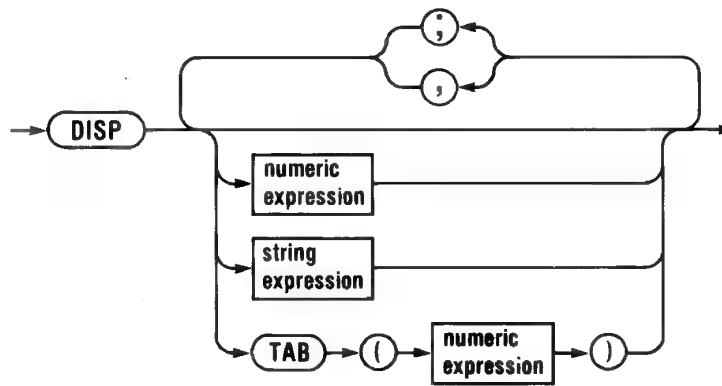 ;
,
DISP
numeric
expression
string
expression
TAB ( numeric
expression )